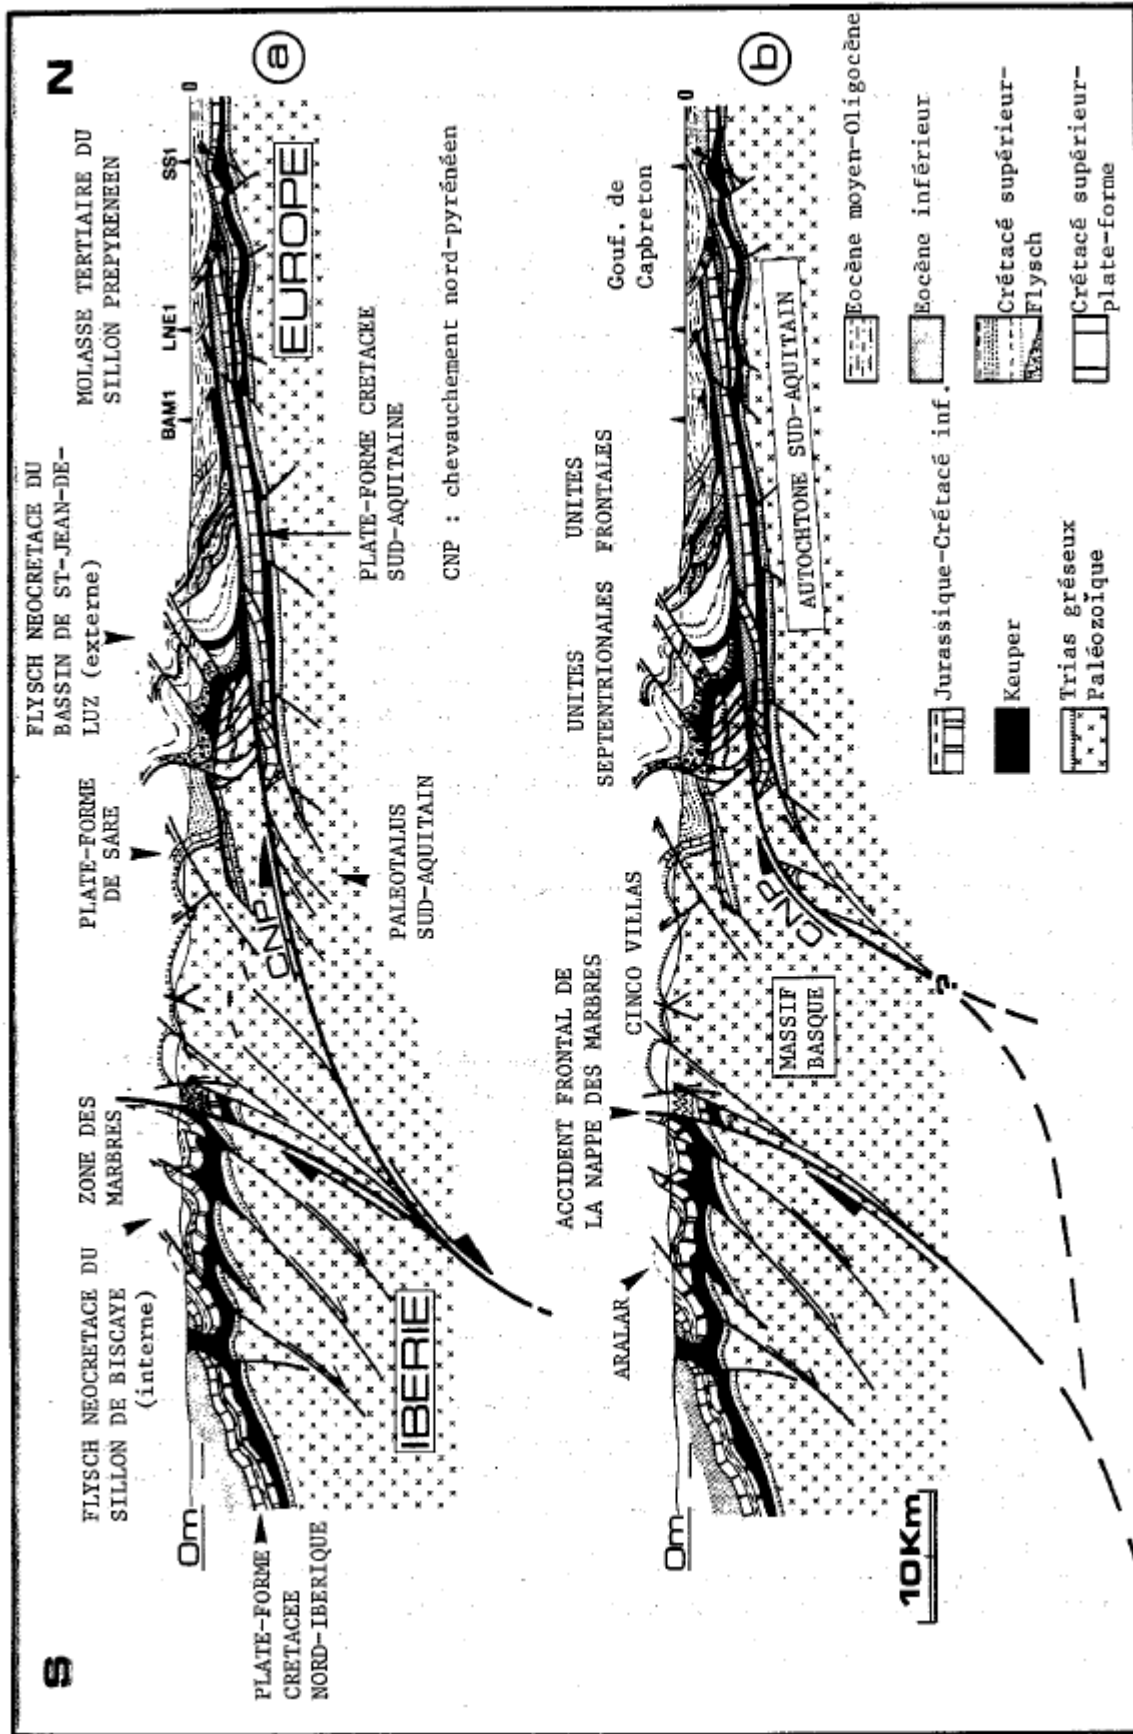 S
N
FLYSCH NEOCRETACE DU
SILLON DE BISCAYE
(interne)
ZONE DES
MARBRES
PLATE-FORME
DE SARE
FLYSCH NEOCRETACE DU
BASSIN DE ST-JEAN-DE-
LUZ (externe)
MOLASSE TERTIAIRE DU
SILLON PREPYRENEEN
BAM1
LNE1
SS1
0m
0
a
PLATE-FORME
CRETACEE
NORD-IBERIQUE
IBERIE
CNP
PALEOTALUS
SUD-AQUITAIN
PLATE-FORME CRETACEE
SUD-AQUITAINE
EUROPE
CNP : chevauchement nord-pyrénéen
ARALAR
ACCIDENT FRONTAL DE
LA NAPPE DES MARBRES
CINCO VILLAS
UNITES
SEPTENTRIONALES
UNITES
FRONTALES
Gouf. de
Capbreton
0m
0
b
MASSIF
BASQUE
CNP
AUTOCHTONE SUD-AQUITAIN
?
10Km
Jurassique-Crétacé inf.
Keuper
Trias gréseux
Paléozoïque
Eocène moyen-Oligocène
Eocène inférieur
Crétacé supérieur-
Flysch
Crétacé supérieur-
plate-forme